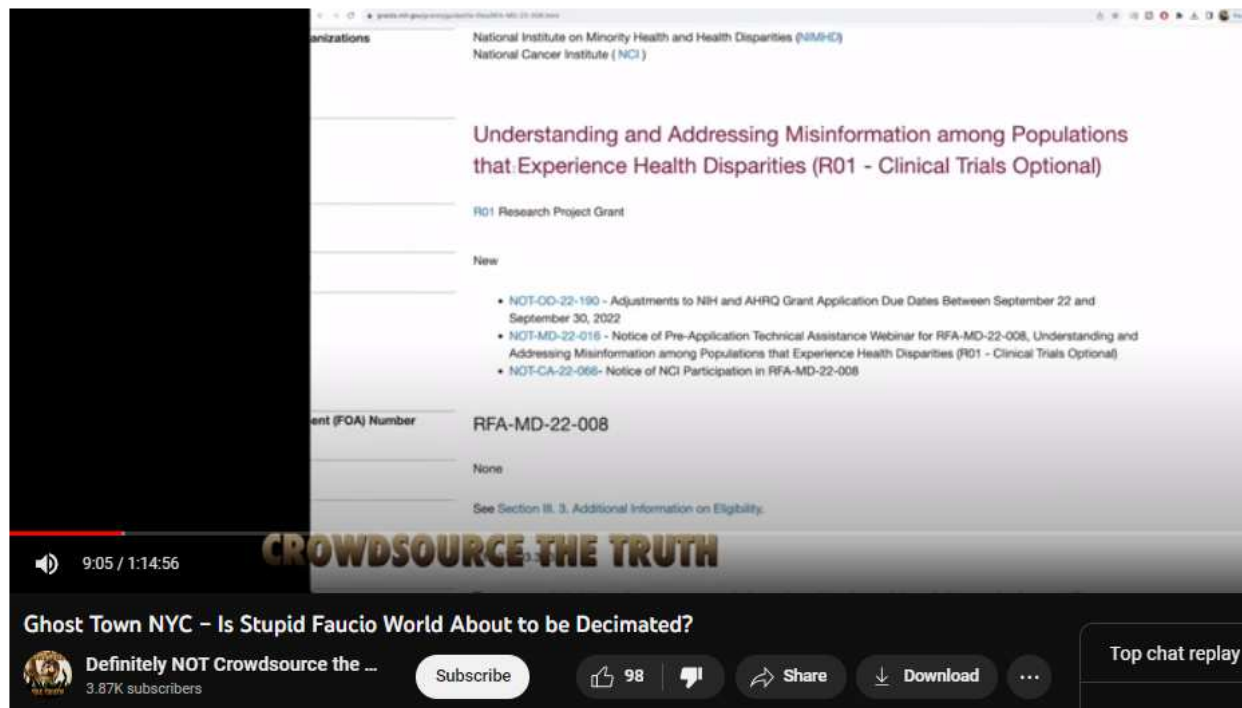 anizations
National Institute on Minority Health and Health Disparities (NIMHD)
National Cancer Institute ( NCI )
Understanding and Addressing Misinformation among Populations
that Experience Health Disparities (R01 - Clinical Trials Optional)
R01 Research Project Grant
New
• NOT-OD-22-190 - Adjustments to NIH and AHRQ Grant Application Due Dates Between September 22 and
September 30, 2022
• NOT-MD-22-016 - Notice of Pre-Application Technical Assistance Webinar for RFA-MD-22-008, Understanding and
Addressing Misinformation among Populations that Experience Health Disparities (R01 - Clinical Trials Optional)
• NOT-CA-22-066- Notice of NCI Participation in RFA-MD-22-008
ent (FOA) Number
RFA-MD-22-008
None
See Section III. 3. Additional Information on Eligibility.
CROWDSOURCE THE TRUTH
9:05 / 1:14:56
Ghost Town NYC – Is Stupid Faucio World About to be Decimated?
Definitely NOT Crowdsource the ...
3.87K subscribers
Subscribe
98
Share
Download
Top chat replay